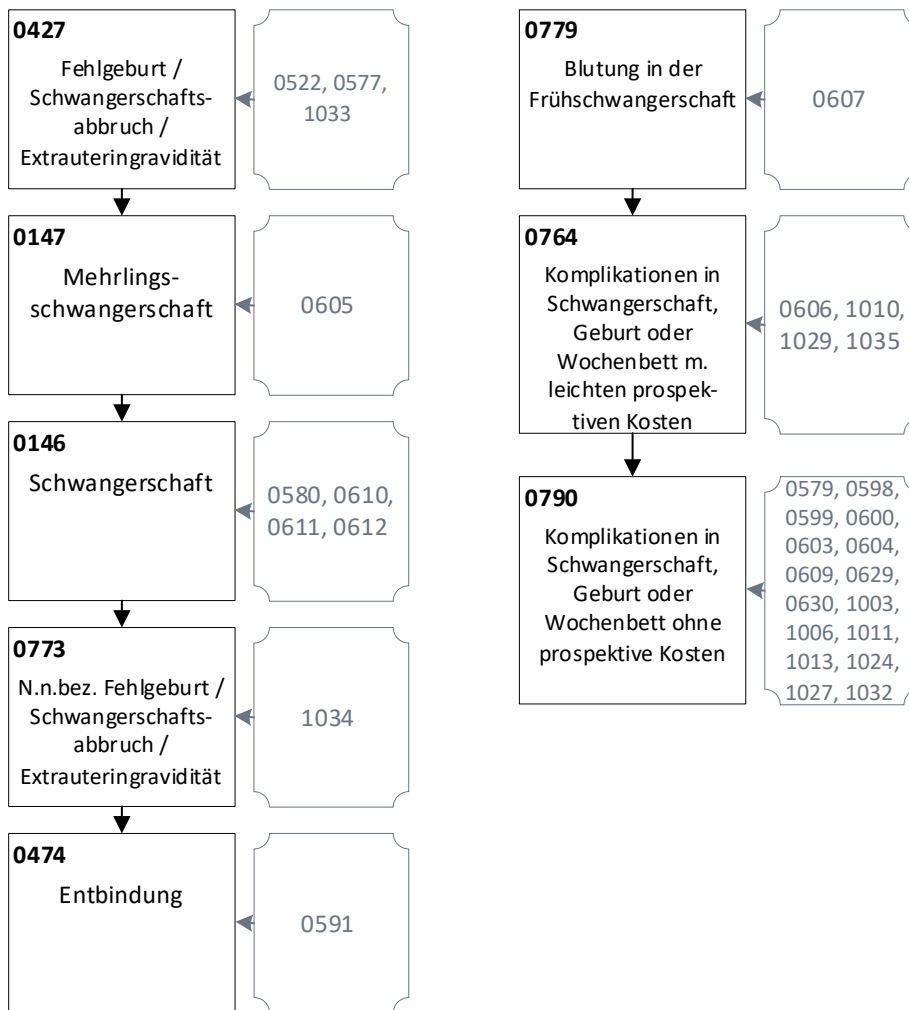 0427
Fehlgeburt /
Schwangerschafts-
abbruch /
Extrauteringravidität
0522, 0577,
1033
0147
Mehrlings-
schwangerschaft
0605
0146
Schwangerschaft
0580, 0610,
0611, 0612
0773
N.n.bez. Fehlgeburt /
Schwangerschafts-
abbruch /
Extrauteringravidität
1034
0474
Entbindung
0591
0779
Blutung in der
Frühschwangerschaft
0607
0764
Komplikationen in
Schwangerschaft,
Geburt oder
Wochenbett m.
leichten prospek-
tiven Kosten
0606, 1010,
1029, 1035
0790
Komplikationen in
Schwangerschaft,
Geburt oder
Wochenbett ohne
prospektive Kosten
0579, 0598,
0599, 0600,
0603, 0604,
0609, 0629,
0630, 1003,
1006, 1011,
1013, 1024,
1027, 1032